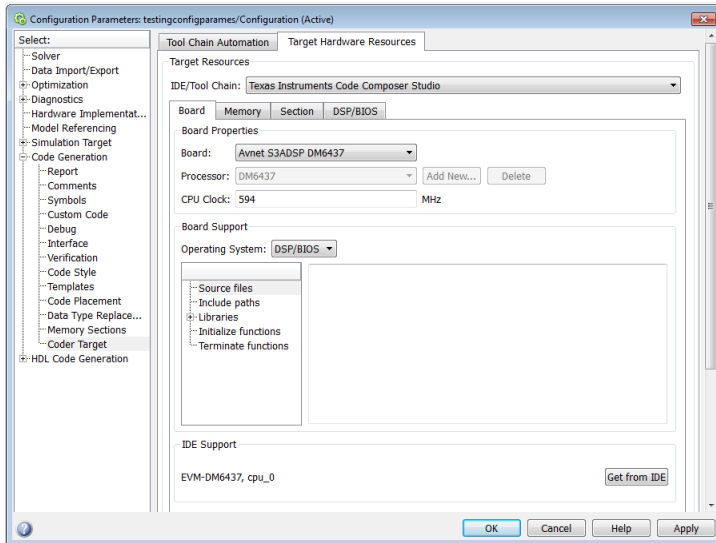 Configuration Parameters: testingconfigparames/Configuration (Active)
Select:
Solver
Data Import/Export
Optimization
Diagnostics
Hardware Implementat...
Model Referencing
Simulation Target
Code Generation
Report
Comments
Symbols
Custom Code
Debug
Interface
Verification
Code Style
Templates
Code Placement
Data Type Replace...
Memory Sections
Coder Target
HDL Code Generation
Tool Chain Automation Target Hardware Resources
Target Resources
IDE/Tool Chain: Texas Instruments Code Composer Studio
Board Memory Section DSP/BIOS
Board Properties
Board: Avnet S3ADSP DM6437
Processor: DM6437 Add New... Delete
CPU Clock: 594 MHz
Board Support
Operating System: DSP/BIOS
Source files
Include paths
Libraries
Initialize functions
Terminate functions
IDE Support
EVM-DM6437, cpu_0 Get from IDE
OK Cancel Help Apply